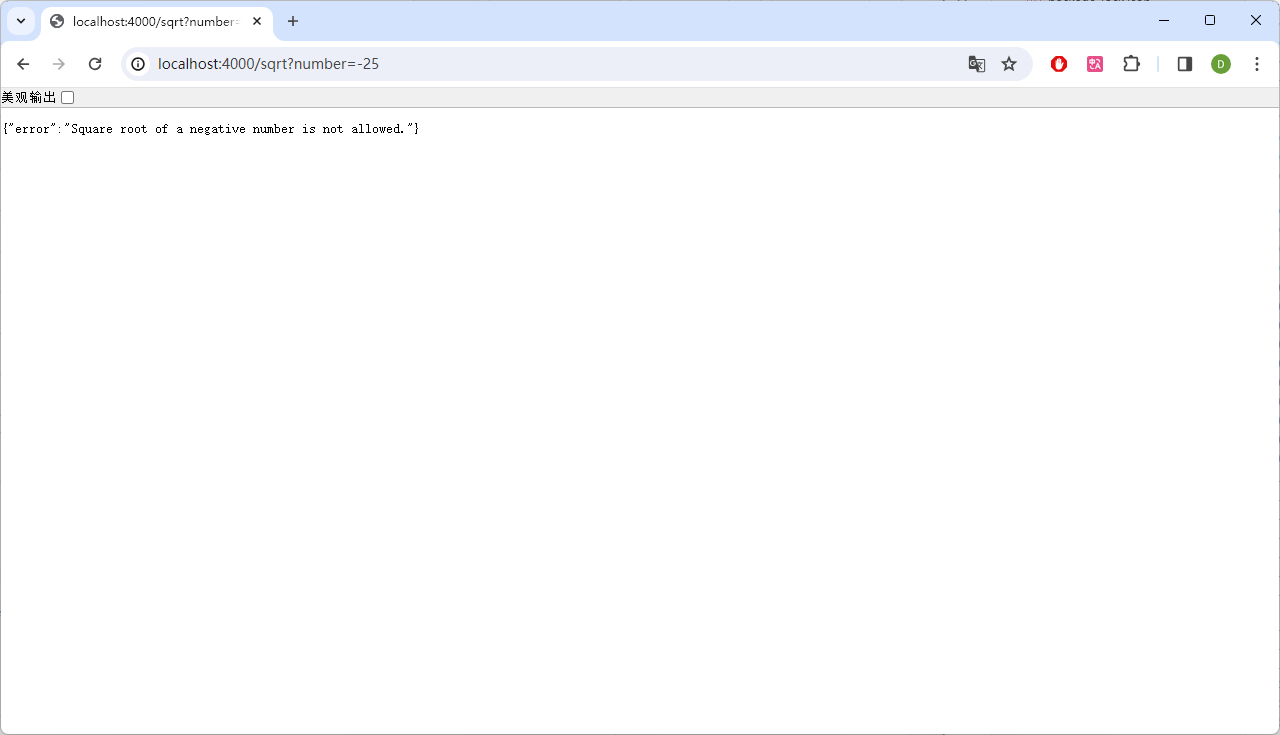 localhost:4000/sqrt?number=
localhost:4000/sqrt?number=-25
D
美观输出
{"error":"Square root of a negative number is not allowed."}